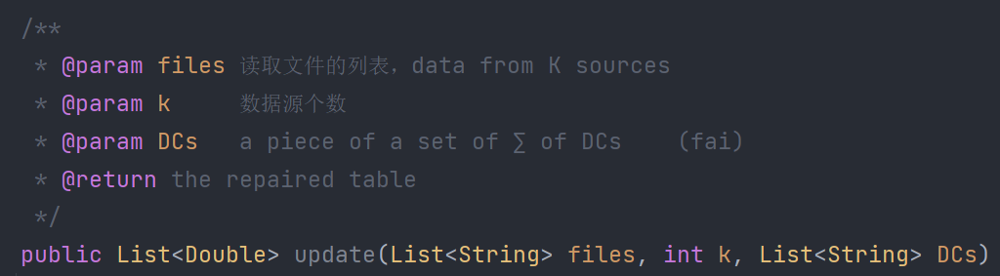 /**
 * @param files 读取文件的列表，data from K sources
 * @param k     数据源个数
 * @param DCs   a piece of a set of ∑ of DCs    (fai)
 * @return the repaired table
 */
public List<Double> update(List<String> files, int k, List<String> DCs)